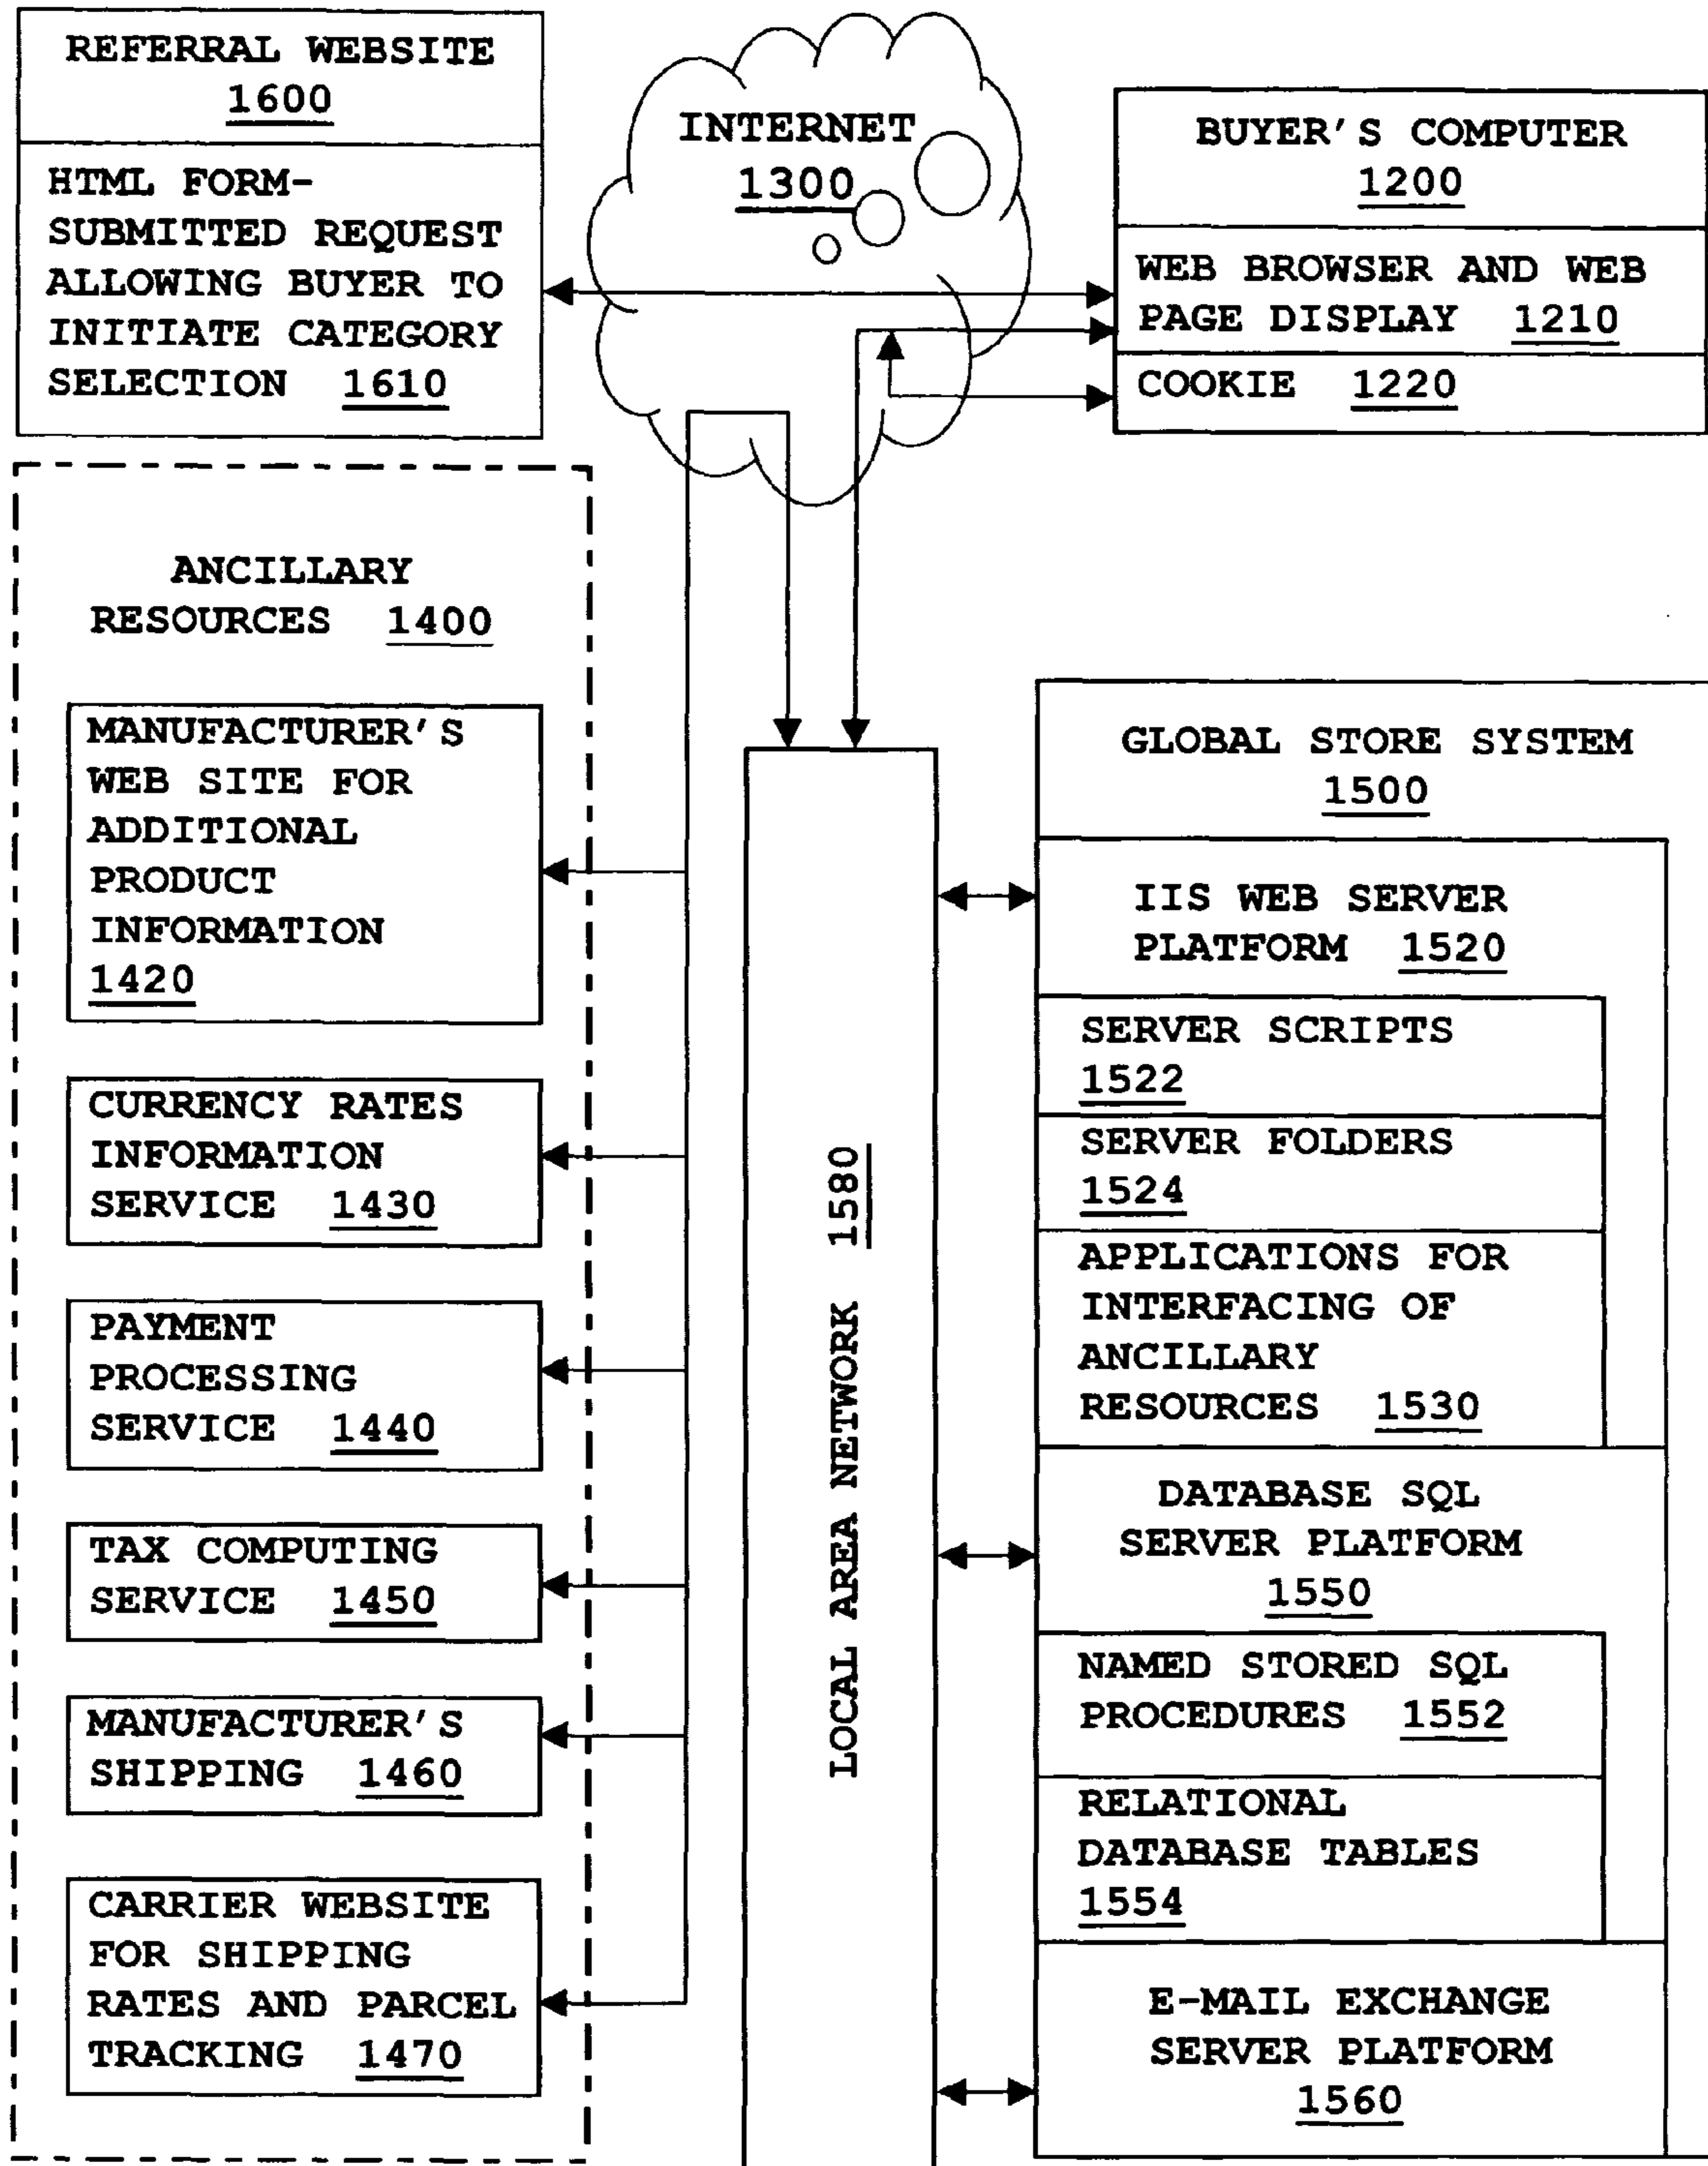 REFERRAL WEBSITE
1600
HTML FORM-
SUBMITTED REQUEST
ALLOWING BUYER TO
INITIATE CATEGORY
SELECTION 1610
INTERNET
1300
BUYER'S COMPUTER
1200
WEB BROWSER AND WEB
PAGE DISPLAY 1210
COOKIE 1220
ANCILLARY
RESOURCES 1400
MANUFACTURER'S
WEB SITE FOR
ADDITIONAL
PRODUCT
INFORMATION
1420
CURRENCY RATES
INFORMATION
SERVICE 1430
PAYMENT
PROCESSING
SERVICE 1440
TAX COMPUTING
SERVICE 1450
MANUFACTURER'S
SHIPPING 1460
CARRIER WEBSITE
FOR SHIPPING
RATES AND PARCEL
TRACKING 1470
LOCAL AREA NETWORK 1580
GLOBAL STORE SYSTEM
1500
IIS WEB SERVER
PLATFORM 1520
SERVER SCRIPTS
1522
SERVER FOLDERS
1524
APPLICATIONS FOR
INTERFACING OF
ANCILLARY
RESOURCES 1530
DATABASE SQL
SERVER PLATFORM
1550
NAMED STORED SQL
PROCEDURES 1552
RELATIONAL
DATABASE TABLES
1554
E-MAIL EXCHANGE
SERVER PLATFORM
1560